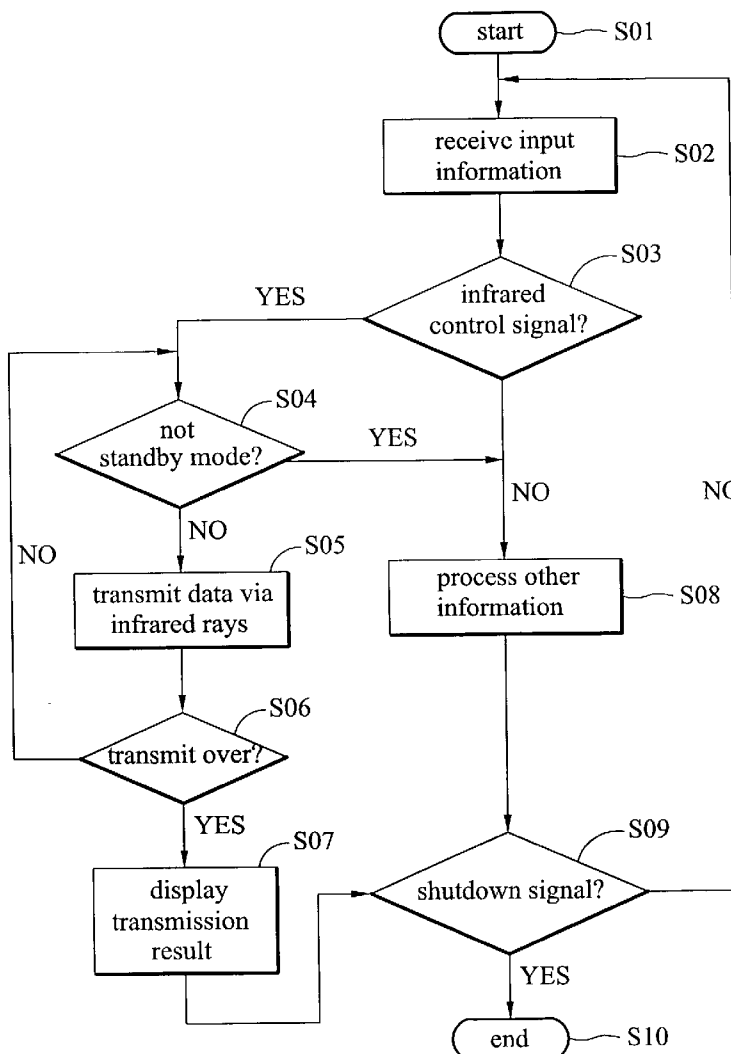 start
S01
receive input
information
S02
S03
infrared
control signal?
YES
S04
not
standby mode?
YES
NO
NO
NO
NO
S05
transmit data via
infrared rays
process other
information
S08
S06
transmit over?
YES
S07
display
transmission
result
S09
shutdown signal?
YES
end
S10